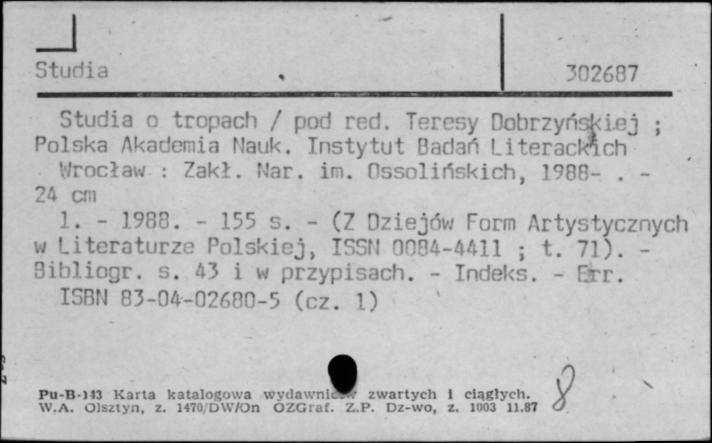 Studia 302687
Studia o tropach / pod red. Teresy Dobrzyńskiej ;
Polska Akademia Nauk. Instytut Badań Literackich
Wrocław : Zakł. Nar. im. Ossolińskich, 1988- . -
24 cm
1. - 1988. - 155 s. - (Z Dziejów Form Artystycznych
w Literaturze Polskiej, ISSN 0084-4411 ; t. 71). -
Bibliogr. s. 43 i w przypisach. - Indeks. - Err.
ISBN 83-04-02680-5 (cz. 1)
Pu-B-143 Karta katalogowa wydawnictw zwartych i ciągłych.
W.A. Olsztyn, z. 1470/DW/On OZGraf. Z.P. Dz-wo, z. 1003 11.87
8